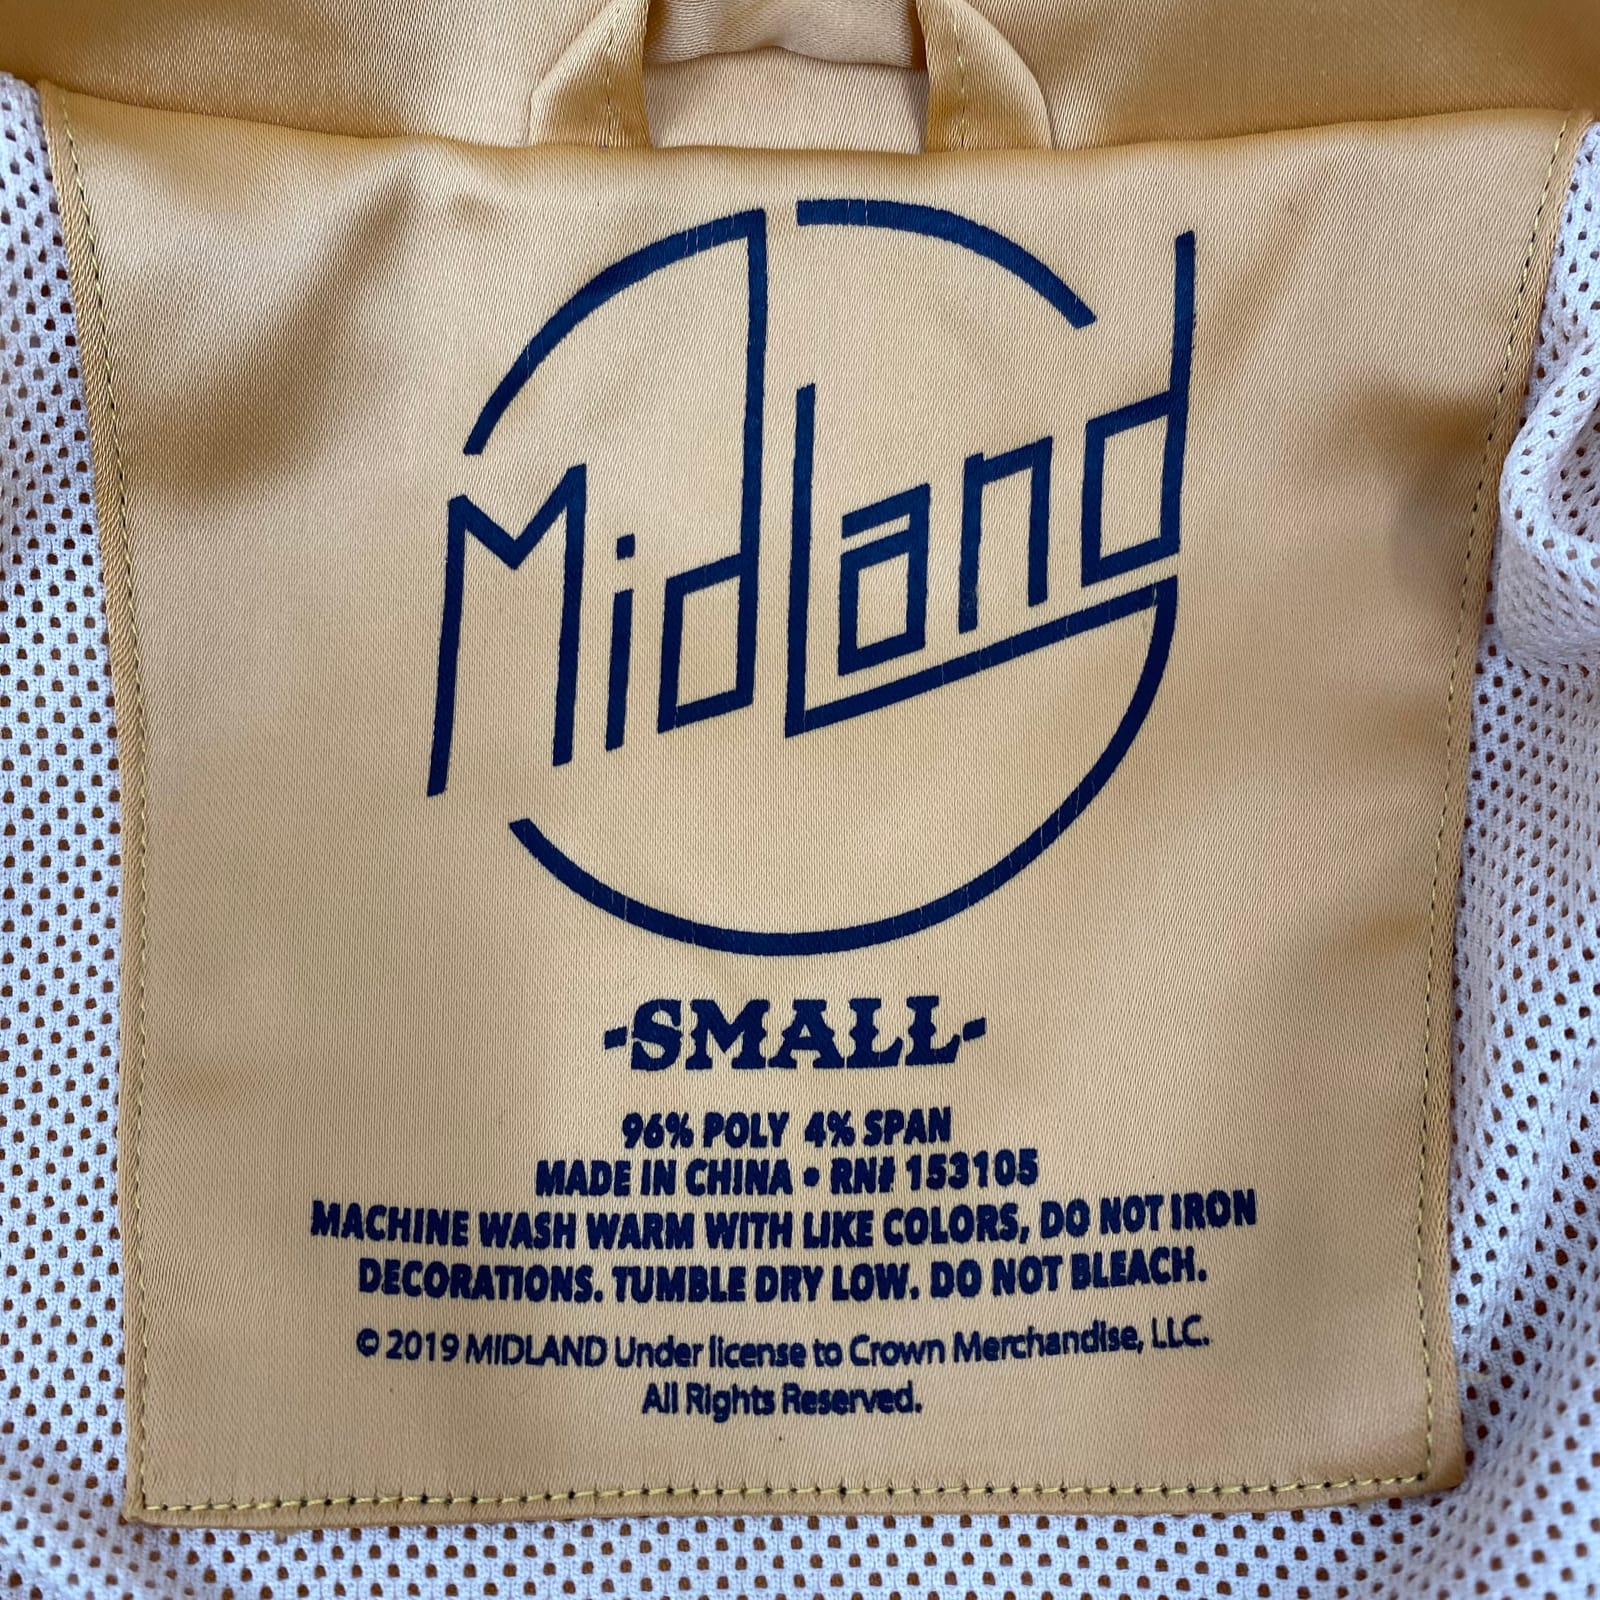 Midland
-SMALL-
96% POLY 4% SPAN
MADE IN CHINA • RN# 153105
MACHINE WASH WARM WITH LIKE COLORS, DO NOT IRON
DECORATIONS. TUMBLE DRY LOW. DO NOT BLEACH.
© 2019 MIDLAND Under license to Crown Merchandise, LLC.
All Rights Reserved.